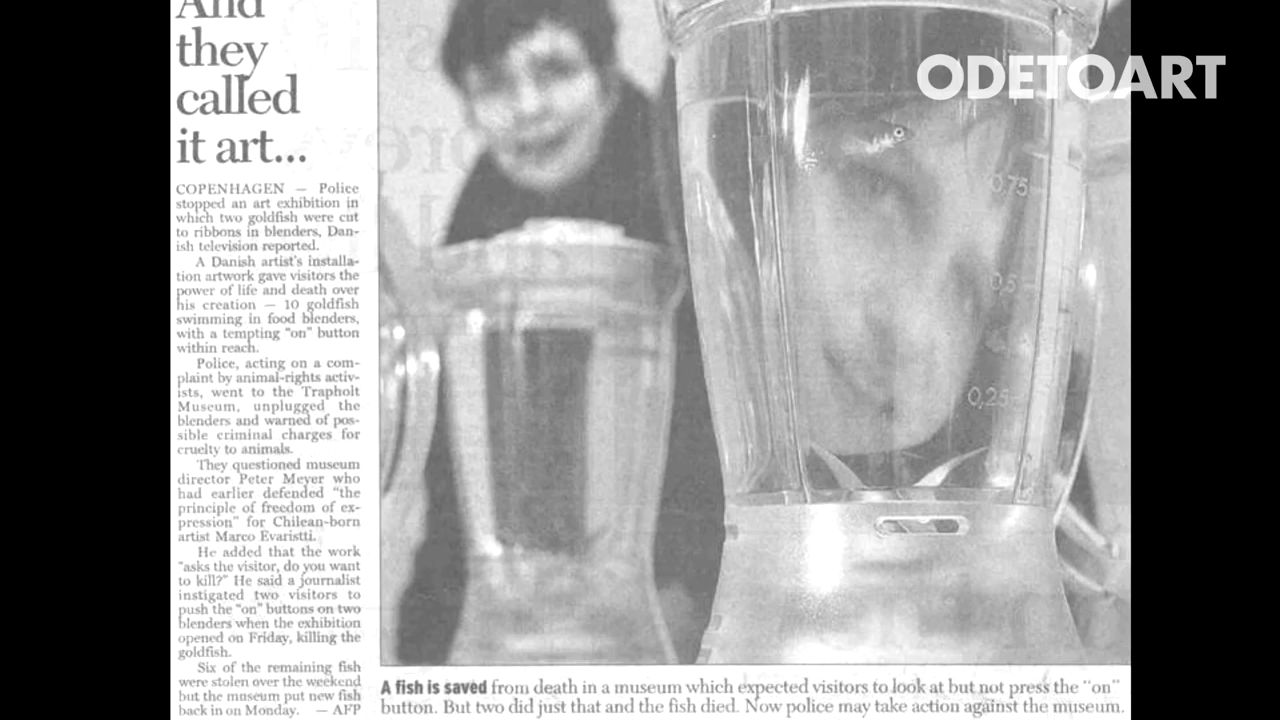 And
they
called
it art...
COPENHAGEN — Police
stopped an art exhibition in
which two goldfish were cut
to ribbons in blenders, Dan-
ish television reported.
A Danish artist's installa-
tion artwork gave visitors the
power of life and death over
his creation — 10 goldfish
swimming in food blenders,
with a tempting "on" button
within reach.
Police, acting on a com-
plaint by animal-rights activ-
ists, went to the Trapholt
Museum, unplugged the
blenders and warned of pos-
sible criminal charges for
cruelty to animals.
They questioned museum
director Peter Meyer who
had earlier defended "the
principle of freedom of ex-
pression" for Chilean-born
artist Marco Evaristti.
He added that the work
"asks the visitor, do you want
to kill?" He said a journalist
instigated two visitors to
push the "on" buttons on two
blenders when the exhibition
opened on Friday, killing the
goldfish.
Six of the remaining fish
were stolen over the weekend
but the museum put new fish
back in on Monday. — AFP
ODETOART
0,75
0,5
0,25
A fish is saved from death in a museum which expected visitors to look at but not press the "on"
button. But two did just that and the fish died. Now police may take action against the museum.